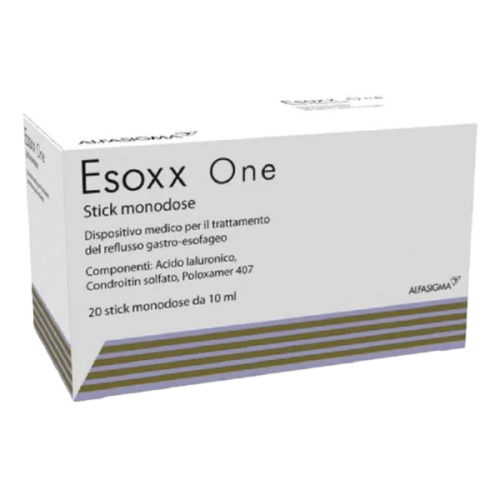 Esoxx One
ALFASIGMA
Esoxx One
Stick monodose
Dispositivo medico per il trattamento
del reflusso gastro-esofageo
Componenti: Acido Ialuronico,
Condroitin solfato, Poloxamer 407
20 stick monodose da 10 ml
ALFASIGMA